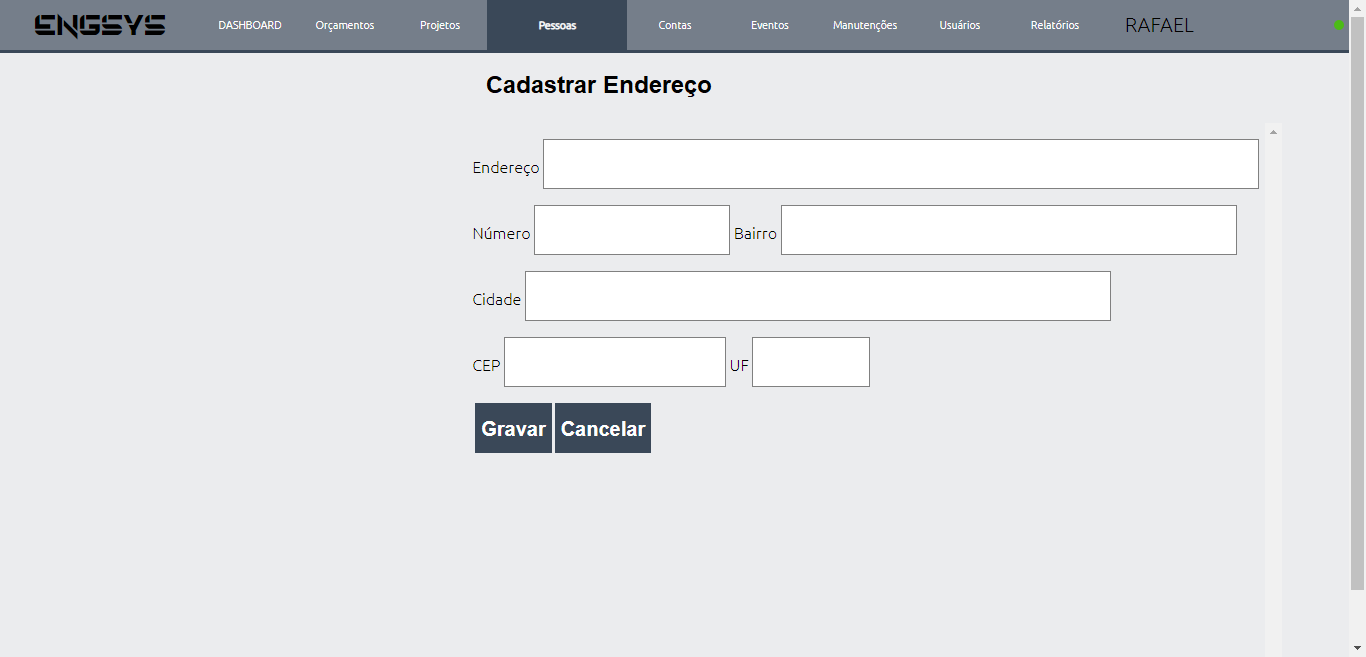 ENGSYS DASHBOARD Orçamentos Projetos Pessoas Contas Eventos Manutenções Usuários Relatórios RAFAEL
Cadastrar Endereço
Endereço
Número Bairro
Cidade
CEP UF
Gravar Cancelar